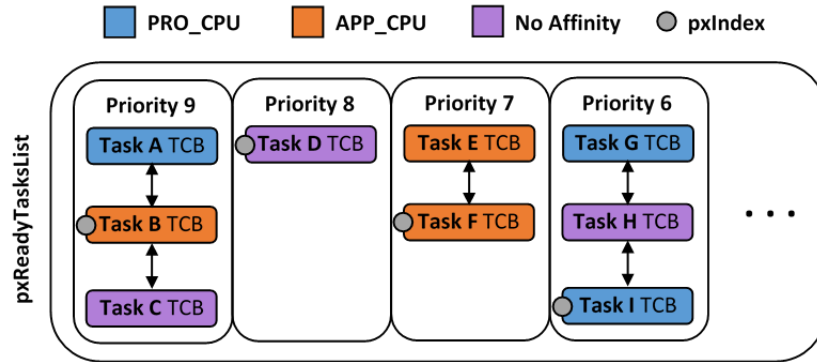 PRO_CPU APP_CPU No Affinity pxIndex
pxReadyTasksList
Priority 9 Priority 8 Priority 7 Priority 6
Task A TCB Task D TCB Task E TCB Task G TCB
Task B TCB Task F TCB Task H TCB
Task C TCB Task I TCB
...